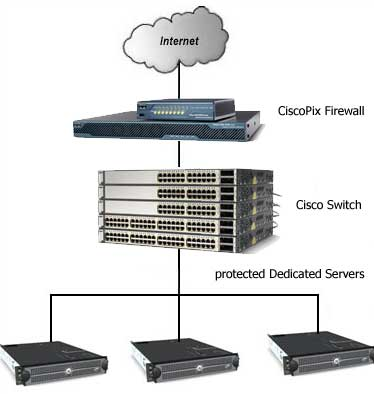 Internet
CiscoPix Firewall
Cisco Switch
protected Dedicated Servers